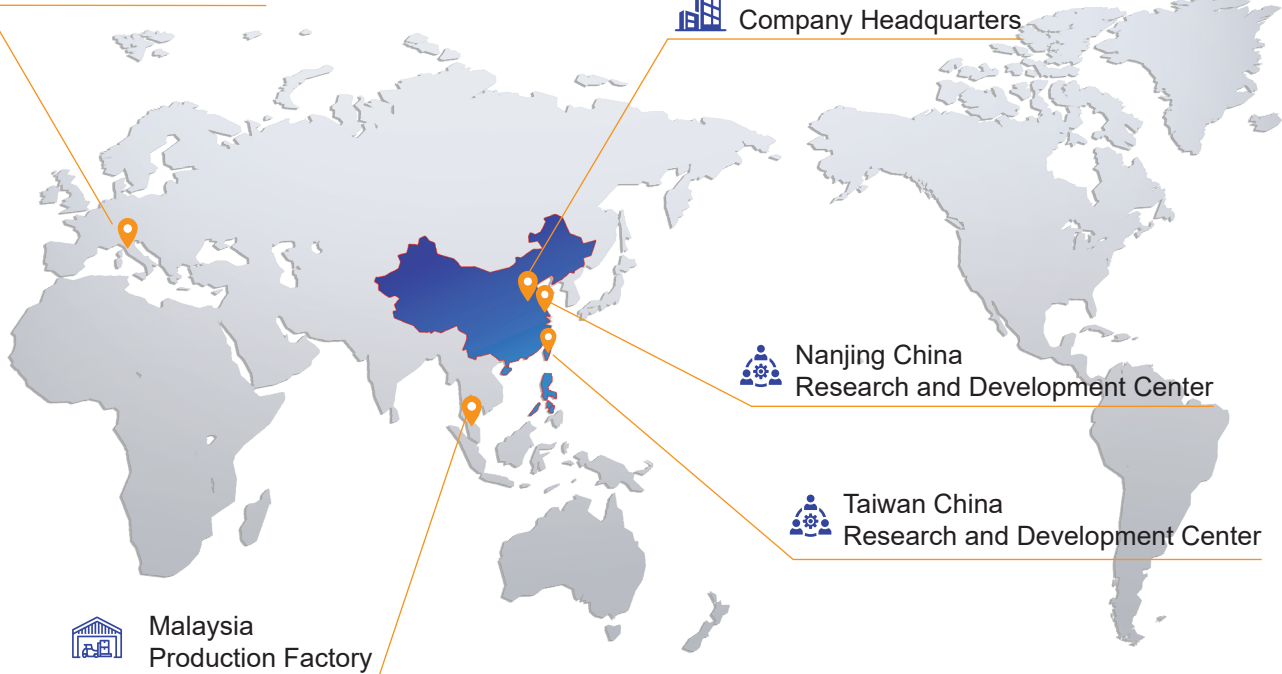 Company Headquarters
Nanjing China
Research and Development Center
Taiwan China
Research and Development Center
Malaysia
Production Factory